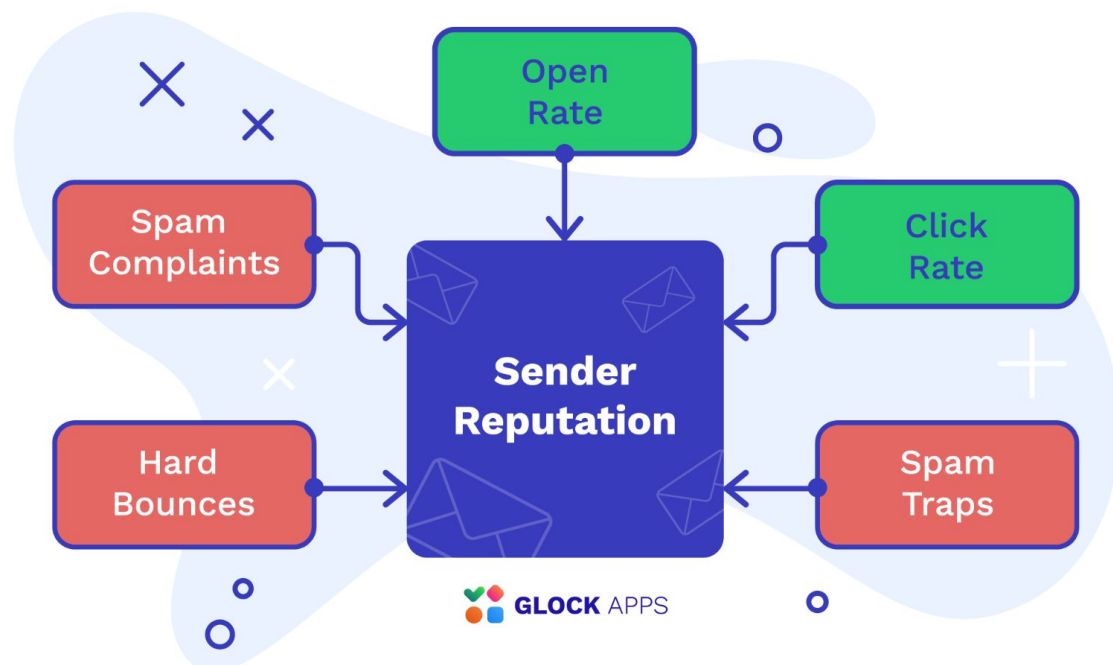 Open
Rate
Spam
Complaints
Click
Rate
Sender
Reputation
Hard
Bounces
Spam
Traps
GLOCK APPS